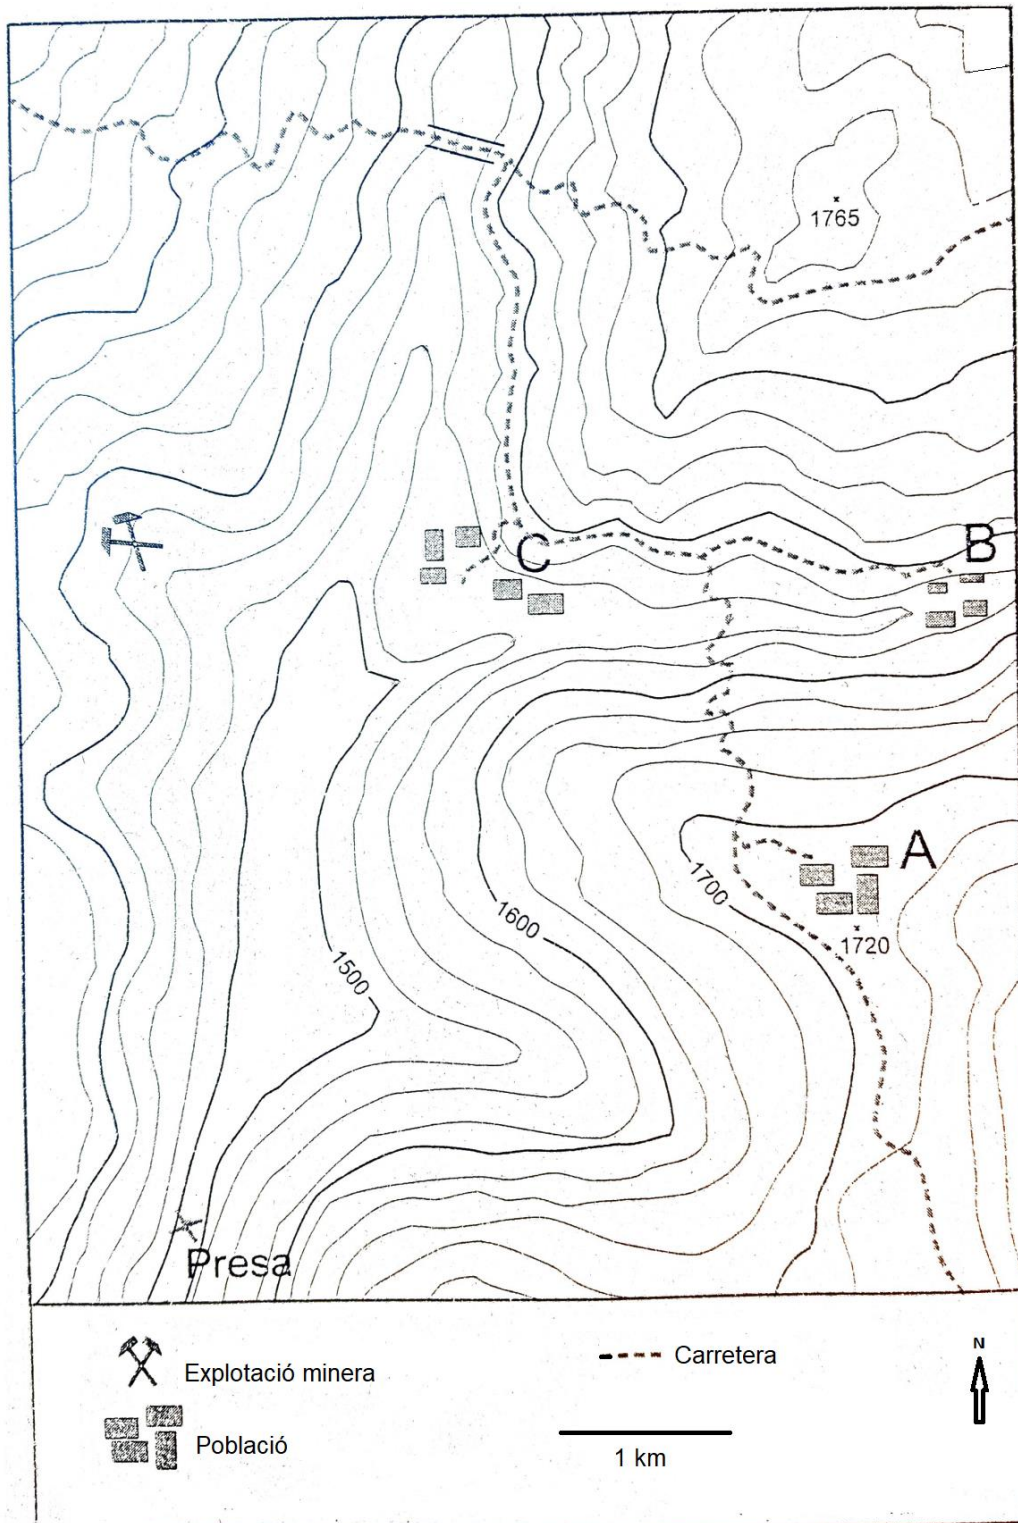 1765
C
B
A
1700
1600
1720
1500
Presa
Explotació minera
Carretera
N
Població
1 km